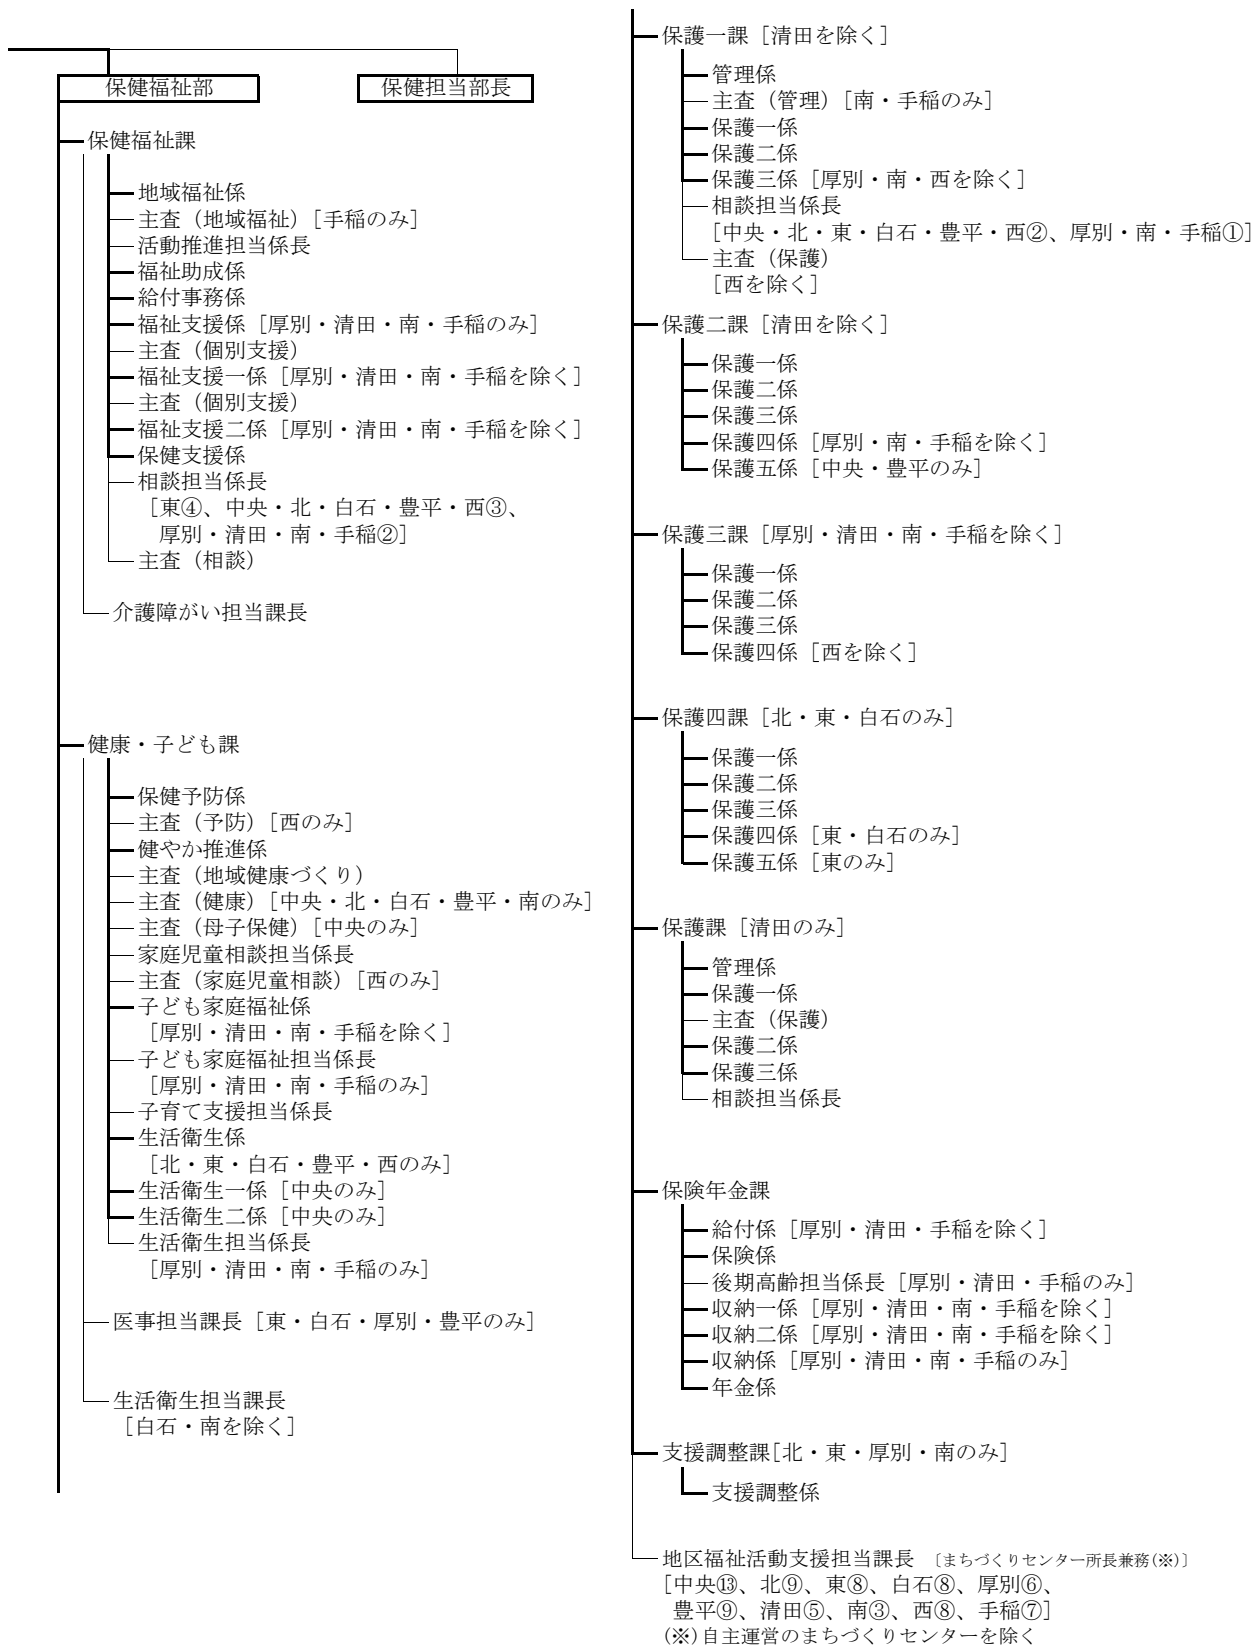 保健福祉部
保健担当部長
保健福祉課
地域福祉係
主査（地域福祉）［手稲のみ］
活動推進担当係長
福祉助成係
給付事務係
福祉支援係［厚別・清田・南・手稲のみ］
主査（個別支援）
福祉支援一係［厚別・清田・南・手稲を除く］
主査（個別支援）
福祉支援二係［厚別・清田・南・手稲を除く］
保健支援係
相談担当係長
［東④、中央・北・白石・豊平・西③、
厚別・清田・南・手稲②］
主査（相談）
介護障がい担当課長
健康・子ども課
保健予防係
主査（予防）［西のみ］
健やか推進係
主査（地域健康づくり）
主査（健康）［中央・北・白石・豊平・南のみ］
主査（母子保健）［中央のみ］
家庭児童相談担当係長
主査（家庭児童相談）［西のみ］
子ども家庭福祉係
［厚別・清田・南・手稲を除く］
子ども家庭福祉担当係長
［厚別・清田・南・手稲のみ］
子育て支援担当係長
生活衛生係
［北・東・白石・豊平・西のみ］
生活衛生一係［中央のみ］
生活衛生二係［中央のみ］
生活衛生担当係長
［厚別・清田・南・手稲のみ］
医事担当課長［東・白石・厚別・豊平のみ］
生活衛生担当課長
［白石・南を除く］
保護一課［清田を除く］
管理係
主査（管理）［南・手稲のみ］
保護一係
保護二係
保護三係［厚別・南・西を除く］
相談担当係長
［中央・北・東・白石・豊平・西②、厚別・南・手稲①］
主査（保護）
［西を除く］
保護二課［清田を除く］
保護一係
保護二係
保護三係
保護四係［厚別・南・手稲を除く］
保護五係［中央・豊平のみ］
保護三課［厚別・清田・南・手稲を除く］
保護一係
保護二係
保護三係
保護四係［西を除く］
保護四課［北・東・白石のみ］
保護一係
保護二係
保護三係
保護四係［東・白石のみ］
保護五係［東のみ］
保護課［清田のみ］
管理係
保護一係
主査（保護）
保護二係
保護三係
相談担当係長
保険年金課
給付係［厚別・清田・手稲を除く］
保険係
後期高齢担当係長［厚別・清田・手稲のみ］
収納一係［厚別・清田・南・手稲を除く］
収納二係［厚別・清田・南・手稲を除く］
収納係［厚別・清田・南・手稲のみ］
年金係
支援調整課［北・東・厚別・南のみ］
支援調整係
地区福祉活動支援担当課長 〔まちづくりセンター所長兼務(※)〕
［中央⑬、北⑨、東⑧、白石⑧、厚別⑥、
豊平⑨、清田⑤、南③、西⑧、手稲⑦］
(※)自主運営のまちづくりセンターを除く